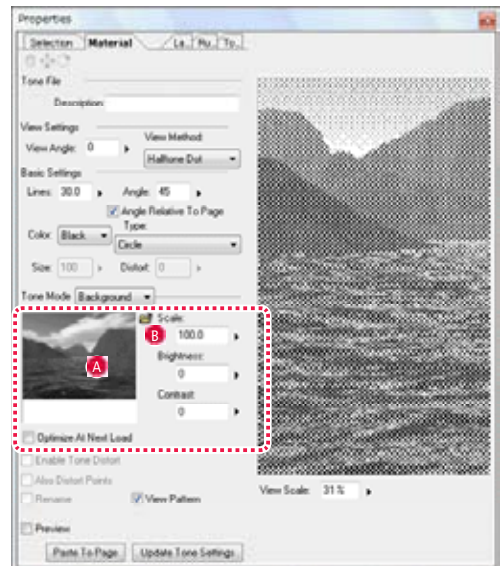 Properties
Selection Material La.. Ru.. To..
Tone File
Description:
View Settings
View Method:
View Angle: 0
Halftone Dot
Basic Settings
Lines: 30.0 Angle: 45
Angle Relative To Page
Type:
Color: Black
Circle
Size: 100 Distort: 0
Tone Mode Background
Scale:
A B 100.0
Brightness:
0
Contrast:
0
Optimize At Next Load
Enable Tone Distort
Also Distort Points
Rename View Pattern
View Scale: 31%
Preview
Paste To Page Update Tone Settings